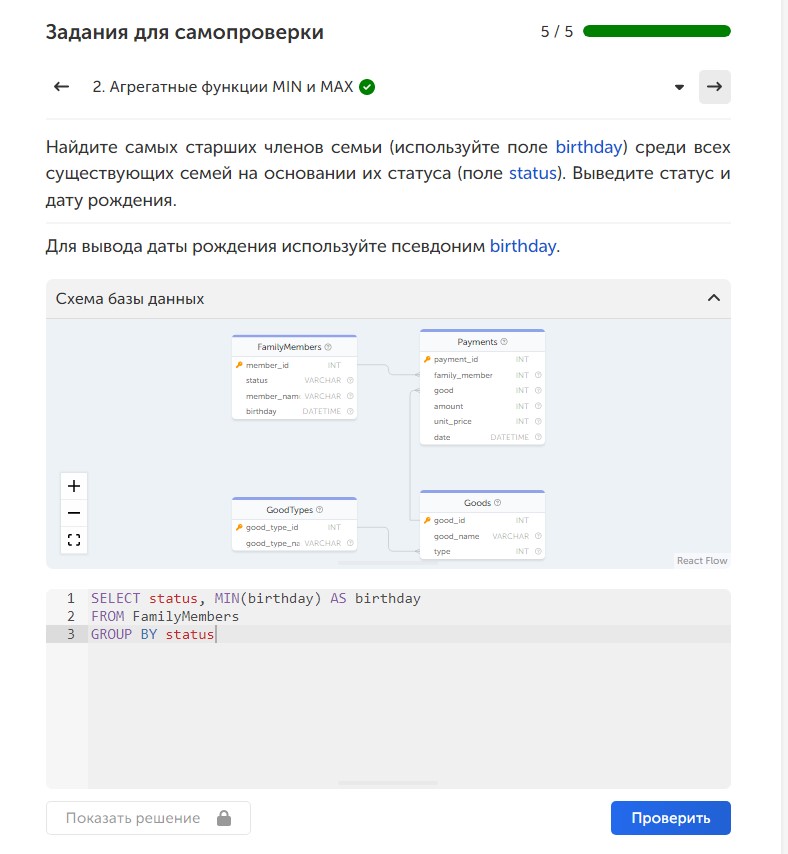 Задания для самопроверки
5 / 5
2. Агрегатные функции MIN и MAX
Найдите самых старших членов семьи (используйте поле birthday) среди всех
существующих семей на основании их статуса (поле status). Выведите статус и
дату рождения.
Для вывода даты рождения используйте псевдоним birthday.
Схема базы данных
FamilyMembers
member_id INT
status VARCHAR
member_nam VARCHAR
birthday DATETIME
Payments
payment_id INT
family_member INT
good INT
amount INT
unit_price INT
date DATETIME
GoodTypes
good_type_id INT
good_type_na VARCHAR
Goods
good_id INT
good_name VARCHAR
type INT
React Flow
1 SELECT status, MIN(birthday) AS birthday
2 FROM FamilyMembers
3 GROUP BY status
Показать решение
Проверить